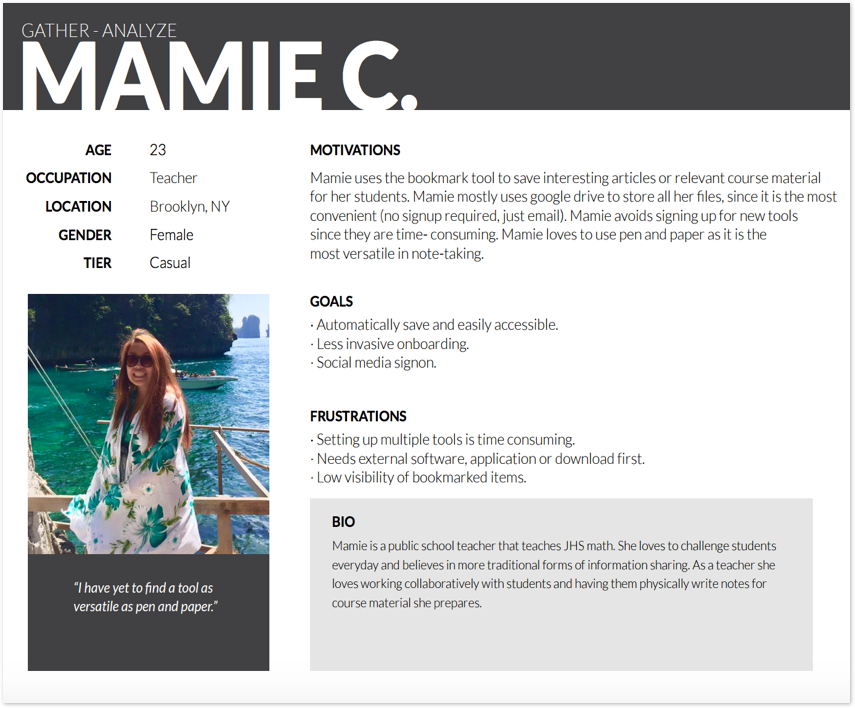 GATHER - ANALYZE
MAMIE C.
AGE 23
OCCUPATION Teacher
LOCATION Brooklyn, NY
GENDER Female
TIER Casual
“I have yet to find a tool as
versatile as pen and paper.”
MOTIVATIONS
Mamie uses the bookmark tool to save interesting articles or relevant course material
for her students. Mamie mostly uses google drive to store all her files, since it is the most
convenient (no signup required, just email). Mamie avoids signing up for new tools
since they are time- consuming. Mamie loves to use pen and paper as it is the
most versatile in note-taking.
GOALS
· Automatically save and easily accessible.
· Less invasive onboarding.
· Social media signon.
FRUSTRATIONS
· Setting up multiple tools is time consuming.
· Needs external software, application or download first.
· Low visibility of bookmarked items.
BIO
Mamie is a public school teacher that teaches JHS math. She loves to challenge students
everyday and believes in more traditional forms of information sharing. As a teacher she
loves working collaboratively with students and having them physically write notes for
course material she prepares.